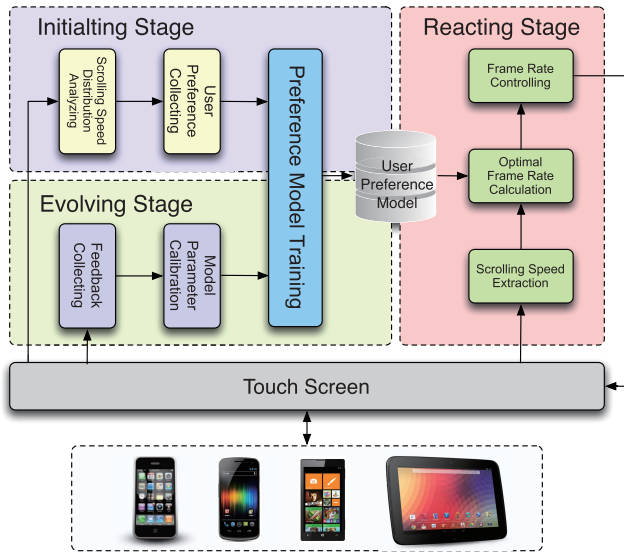 Initialting Stage
Scrolling Speed
Distribution
Analyzing
User
Preference
Collecting
Preference Model Training
Evolving Stage
Feedback
Collecting
Model
Parameter
Calibration
User
Preference
Model
Reacting Stage
Frame Rate
Controlling
Optimal
Frame Rate
Calculation
Scrolling Speed
Extraction
Touch Screen